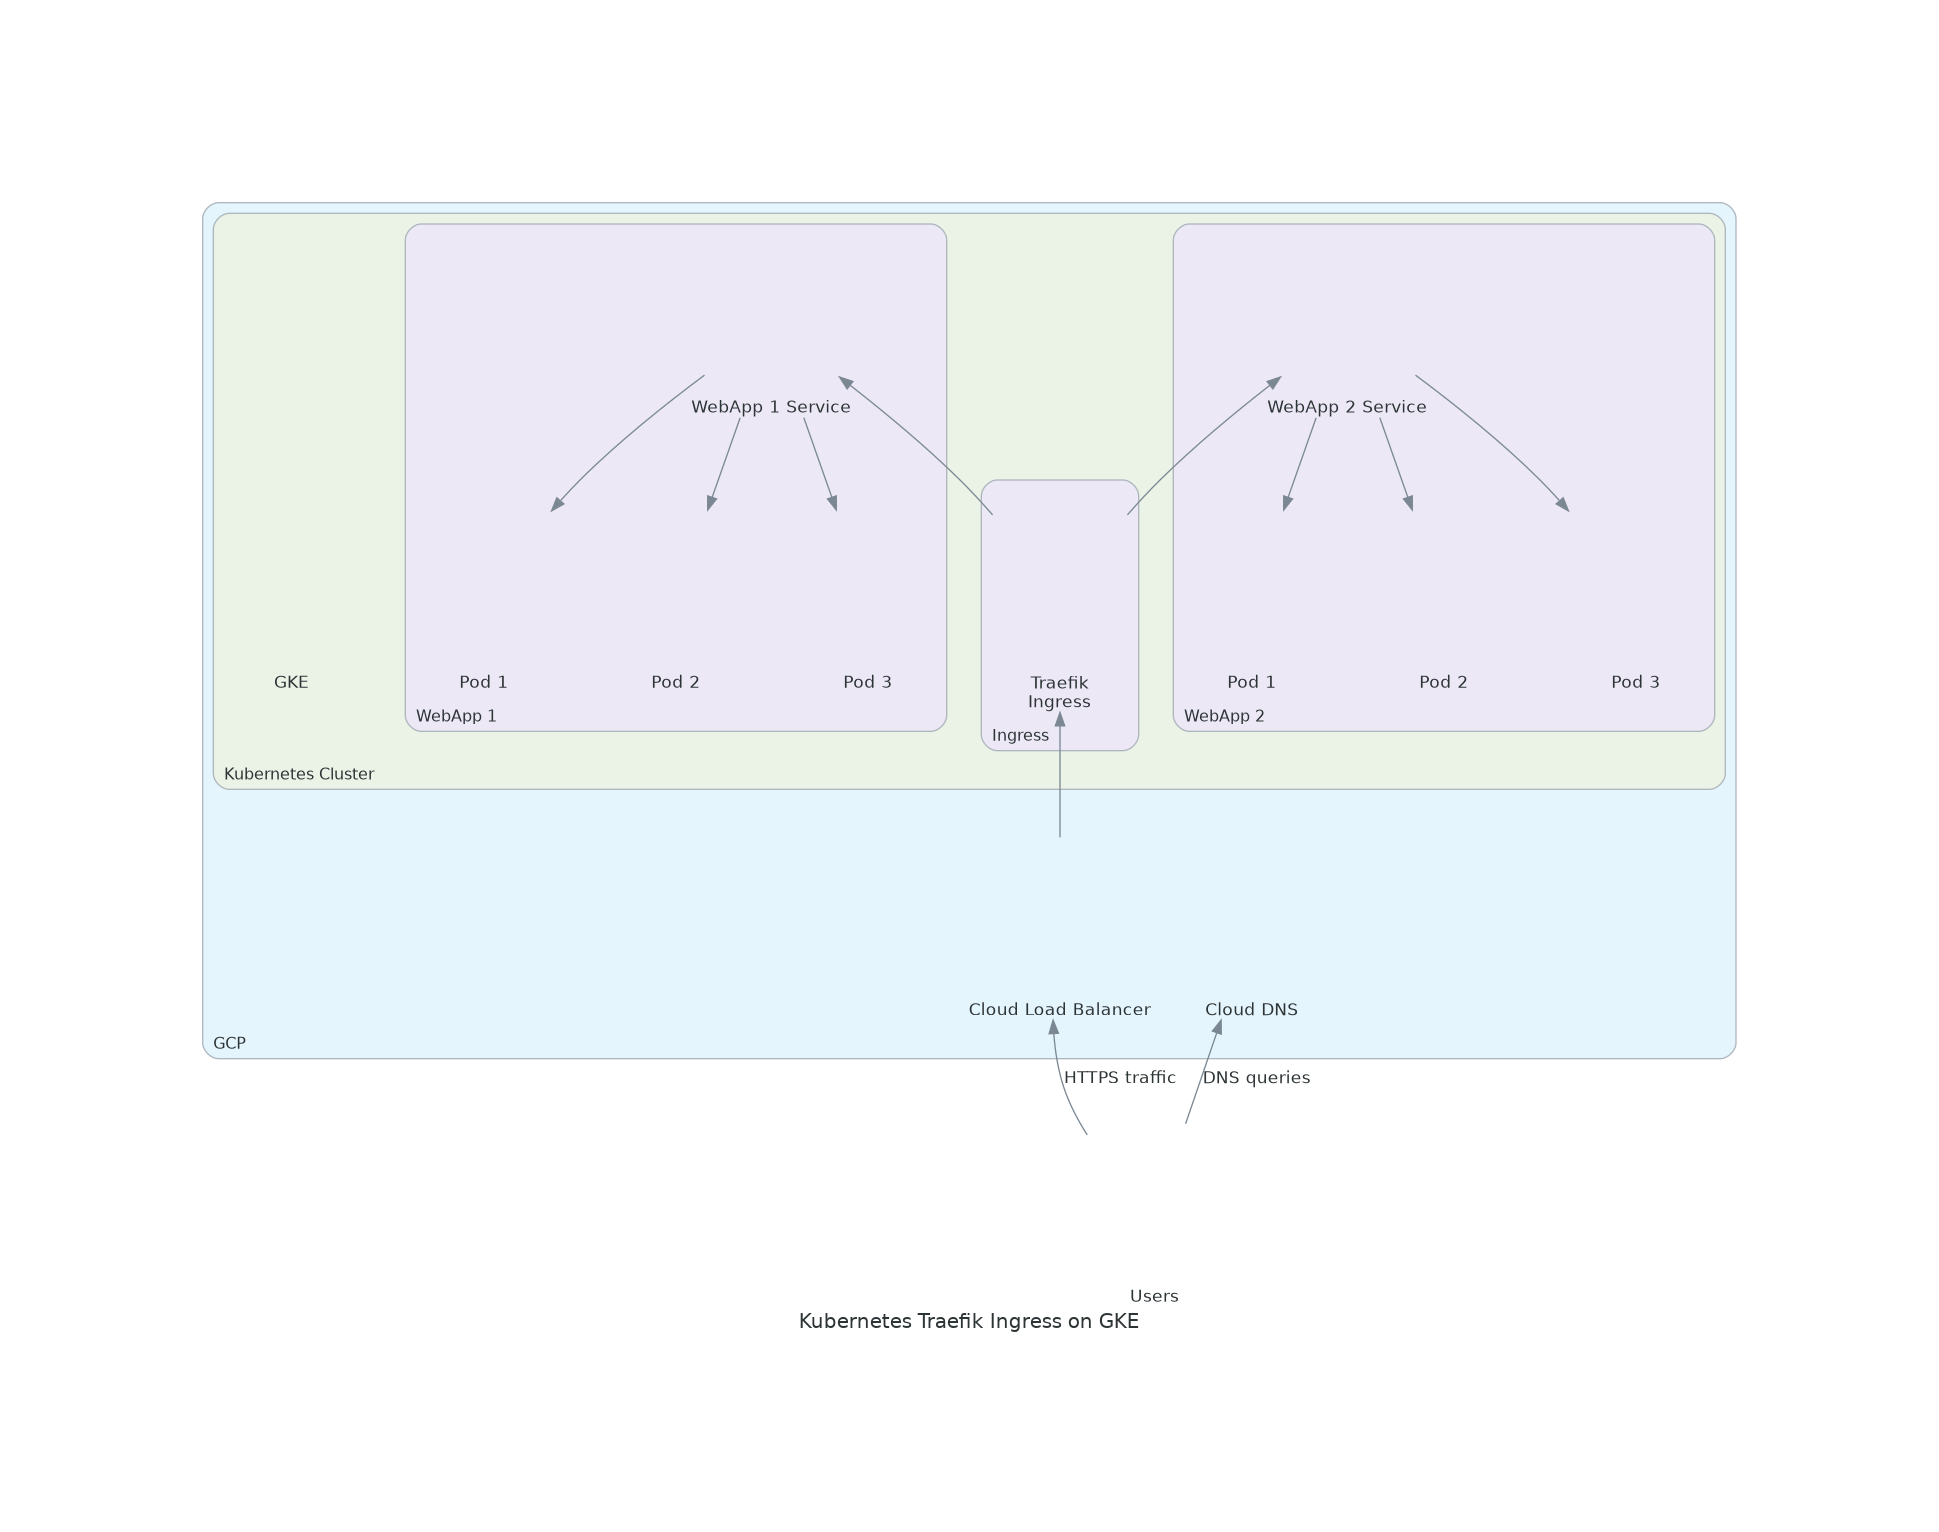 WebApp 1 Service
WebApp 2 Service
GKE
Pod 1
Pod 2
Pod 3
Traefik
Ingress
Pod 1
Pod 2
Pod 3
WebApp 1
Ingress
WebApp 2
Kubernetes Cluster
Cloud Load Balancer
Cloud DNS
GCP
HTTPS traffic
DNS queries
Users
Kubernetes Traefik Ingress on GKE